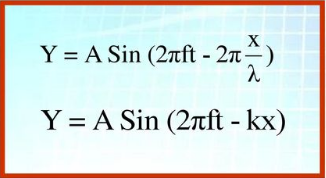 Y = A Sin (2πft - 2π x/λ)
Y = A Sin (2πft - kx)